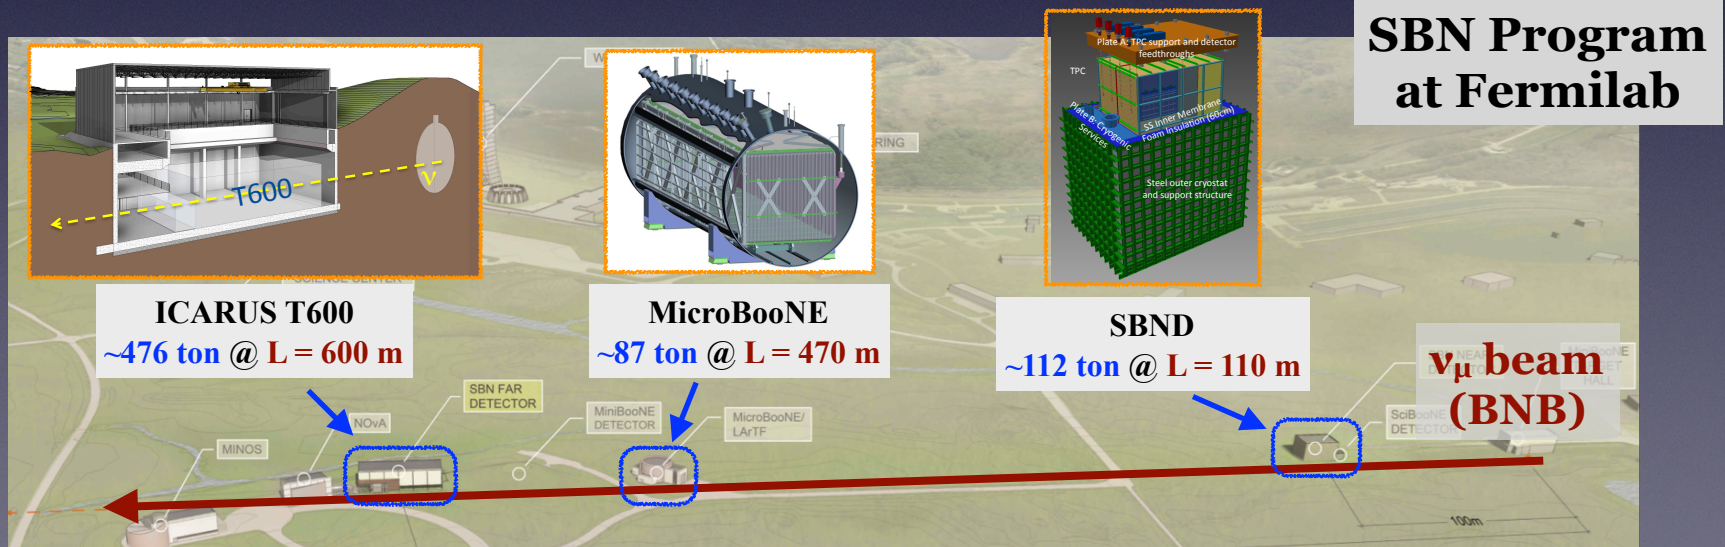 SBN Program
at Fermilab
Plate A: TPC support and detector
feedthroughs
TPC
Plate B: Cryogenic
Services
SS Inner Membrane
Foam Insulation (60cm)
Steel outer cryostat
and support structure
T600
ν
RING
SCIENCE CENTER
ICARUS T600
~476 ton @ L = 600 m
MicroBooNE
~87 ton @ L = 470 m
SBND
~112 ton @ L = 110 m
νμ beam
(BNB)
SBN FAR
DETECTOR
MiniBooNE
DETECTOR
MicroBooNE/
LArTF
SciBooNE
NOvA
MINOS
100m